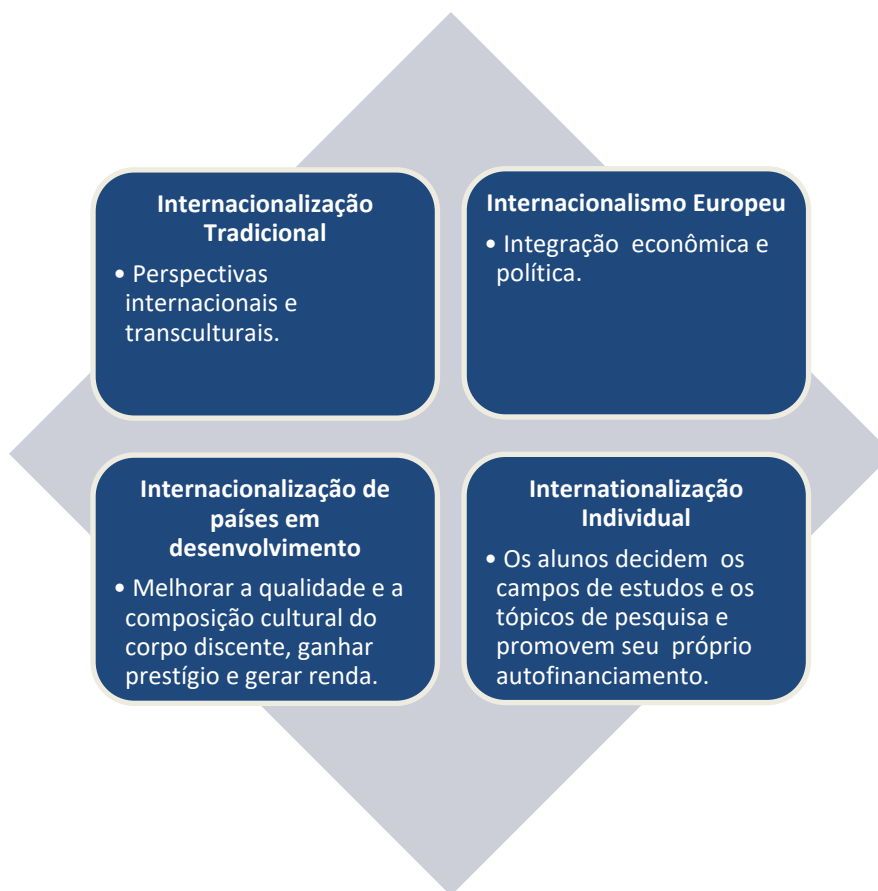 Internacionalização
Tradicional
• Perspectivas
internacionais e
transculturais.
Internacionalismo Europeu
• Integração econômica e
política.
Internacionalização de
países em
desenvolvimento
• Melhorar a qualidade e a
composição cultural do
corpo discente, ganhar
prestígio e gerar renda.
Internationalização
Individual
• Os alunos decidem os
campos de estudos e os
tópicos de pesquisa e
promovem seu próprio
autofinanciamento.